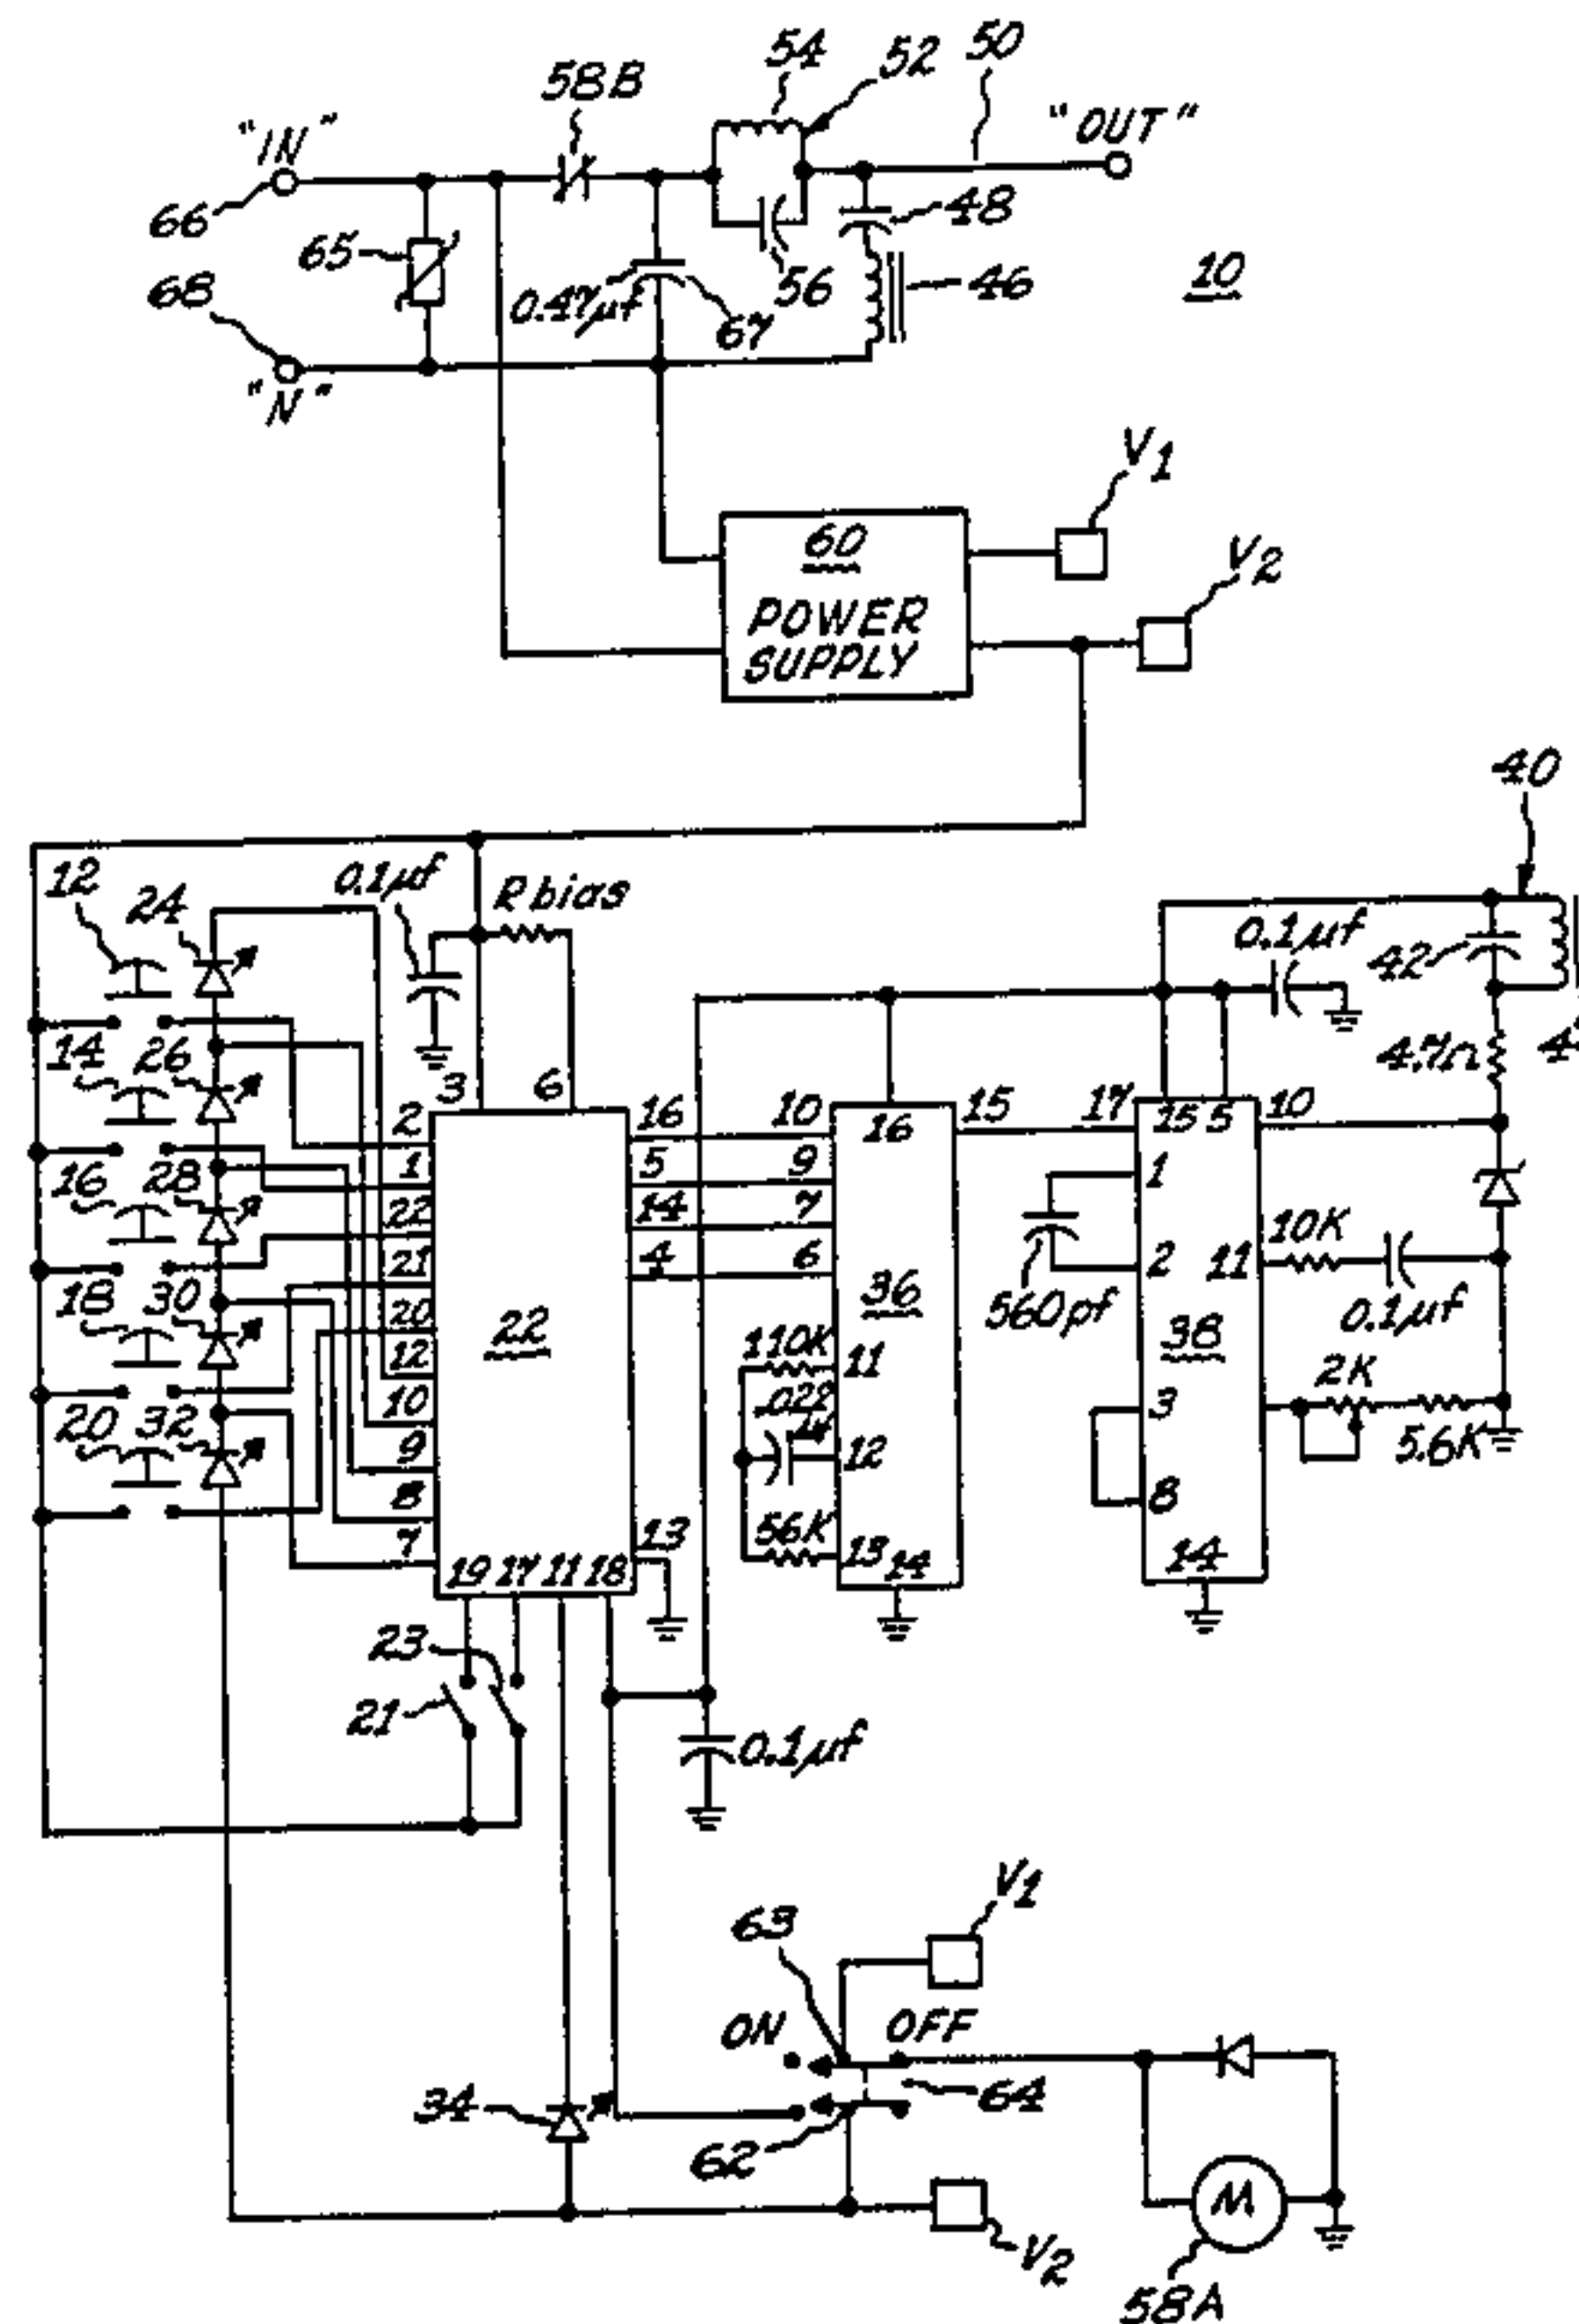 54 52 50
58B
"IN" "OUT"
66 65 48
68 0.47µf 67 56 46 10
"N"
V1
60 V2
POWER
SUPPLY
40
12 24 0.1µf R bias 0.1µf 42
14 26 3 6 4.7Ω 4
2 16 10 16 15 17 15 5 10
1 5 9 1
16 28 22 14 7 10K
21 4 6 2 11
18 30 20 22 36 560pf 38 0.1µf
12 110K 11 2K
20 32 10 .022 3
9 µ 12 5.6K
8 56K 8
7 13 13 14 14
19 17 11 18
23
21 0.1µf
V1
63
ON OFF
34 64
62 M
V2 58A